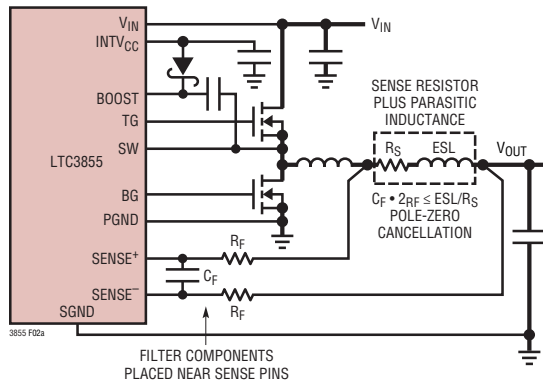 V_IN
INTV_CC
BOOST
TG
SW
LTC3855
BG
PGND
SENSE⁺
SENSE⁻
SGND
3855 F02a
V_IN
SENSE RESISTOR
PLUS PARASITIC
INDUCTANCE
R_S
ESL
V_OUT
C_F • 2_RF ≤ ESL/R_S
POLE-ZERO
CANCELLATION
R_F
C_F
R_F
FILTER COMPONENTS
PLACED NEAR SENSE PINS